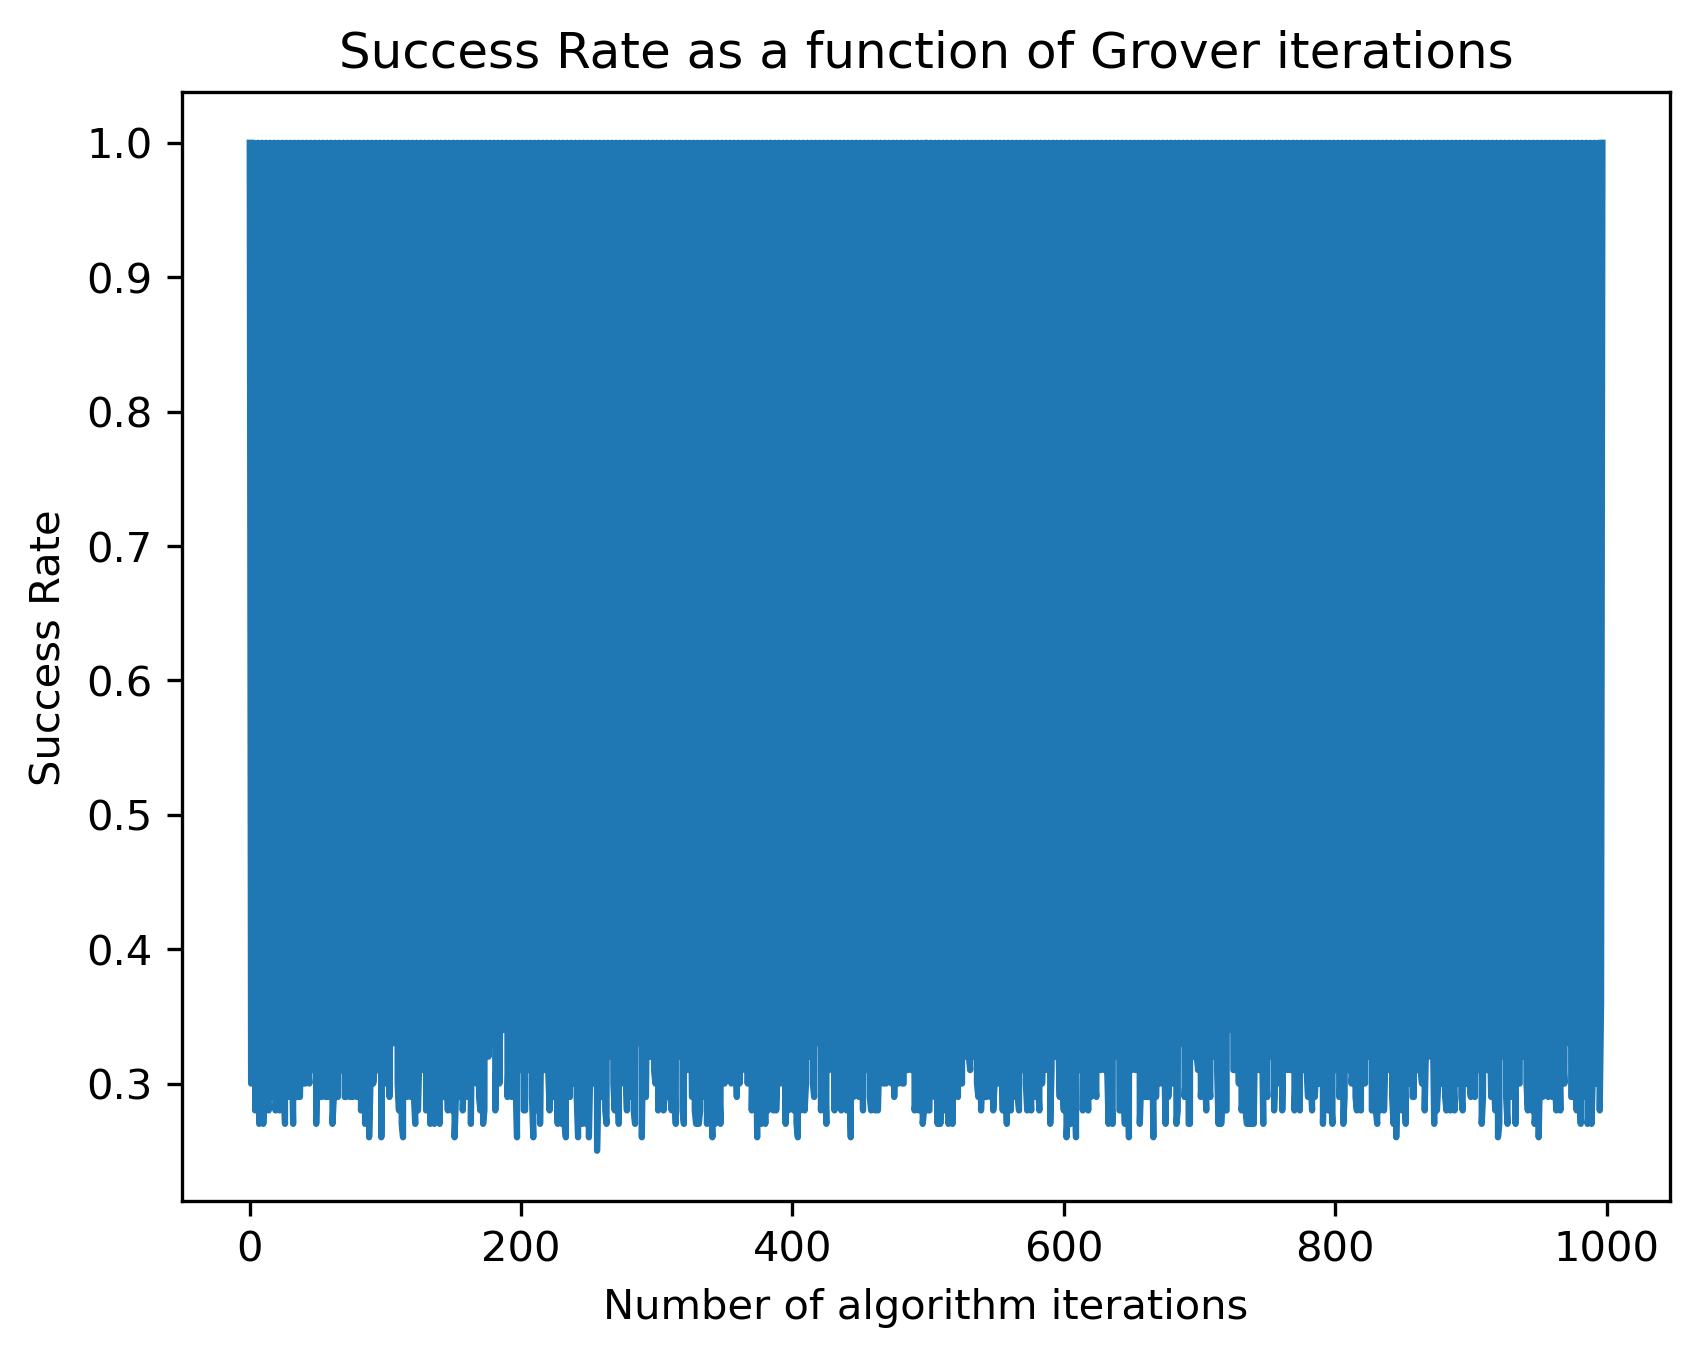 Success Rate as a function of Grover iterations
1.0
0.9
0.8
0.7
0.6
0.5
0.4
0.3
Success Rate
0 200 400 600 800 1000
Number of algorithm iterations